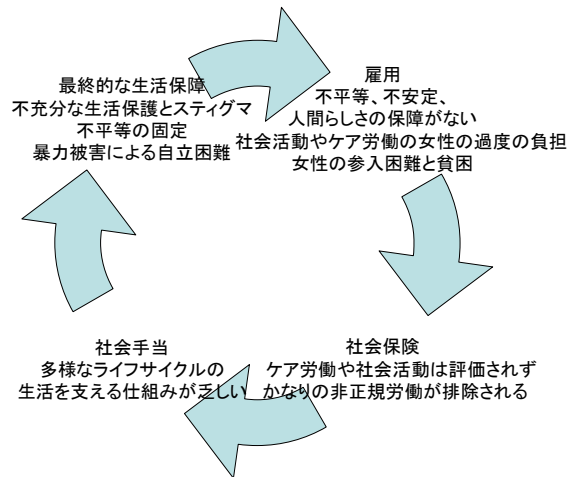 最終的な生活保障
不充分な生活保護とスティグマ
不平等の固定
暴力被害による自立困難
雇用
不平等、不安定、
人間らしさの保障がない
社会活動やケア労働の女性の過度の負担
女性の参入困難と貧困
社会保険
ケア労働や社会活動は評価されず
かなりの非正規労働が排除される
社会手当
多様なライフサイクルの
生活を支える仕組みが乏しい